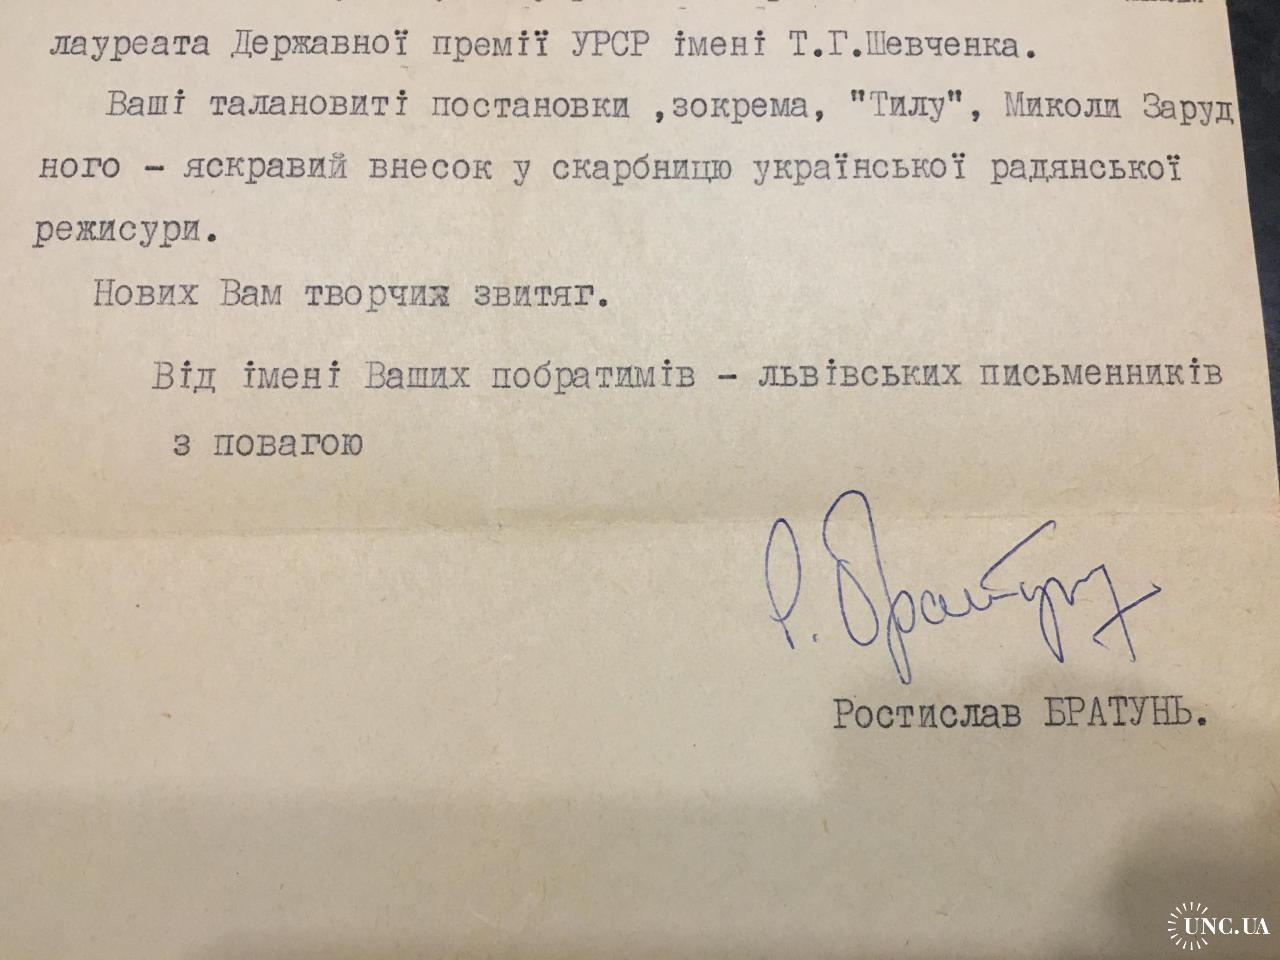 лауреата Державної премії УРСР імені Т.Г.Шевченка.
Ваші талановиті постановки ,зокрема, "Тилу", Миколи Заруд
ного – яскравий внесок у скарбницю української радянської
режисури.
Нових Вам творчих звитяг.
Від імені Ваших побратимів – львівських письменників
з повагою
Р. Братунь
Ростислав БРАТУНЬ.
UNC.UA